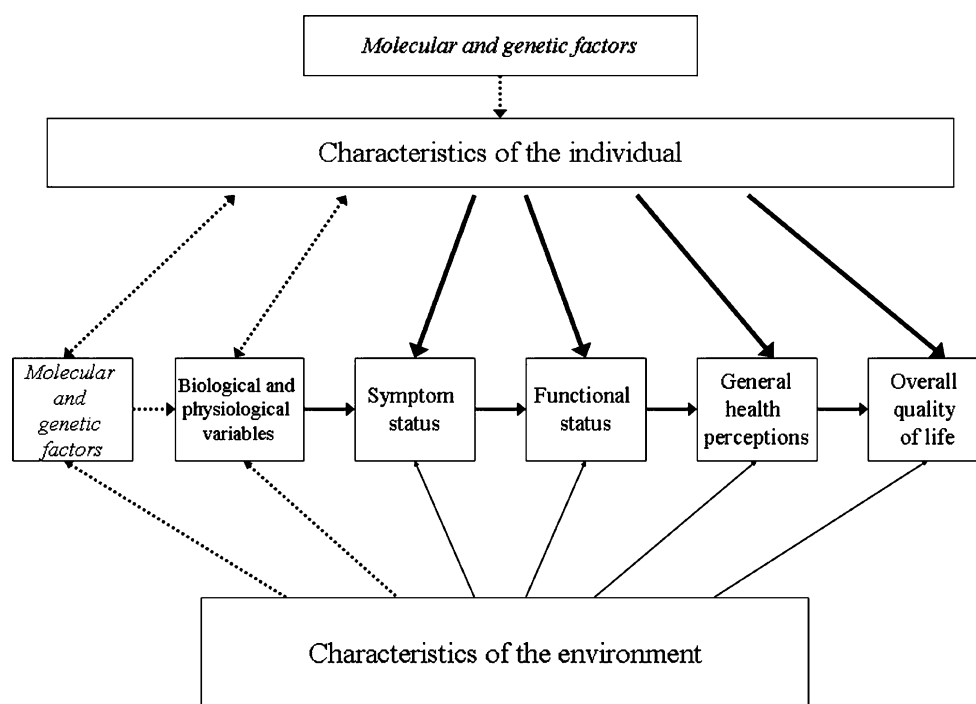 Molecular and genetic factors
Characteristics of the individual
Molecular
and
genetic
factors
Biological and
physiological
variables
Symptom
status
Functional
status
General
health
perceptions
Overall
quality
of life
Characteristics of the environment